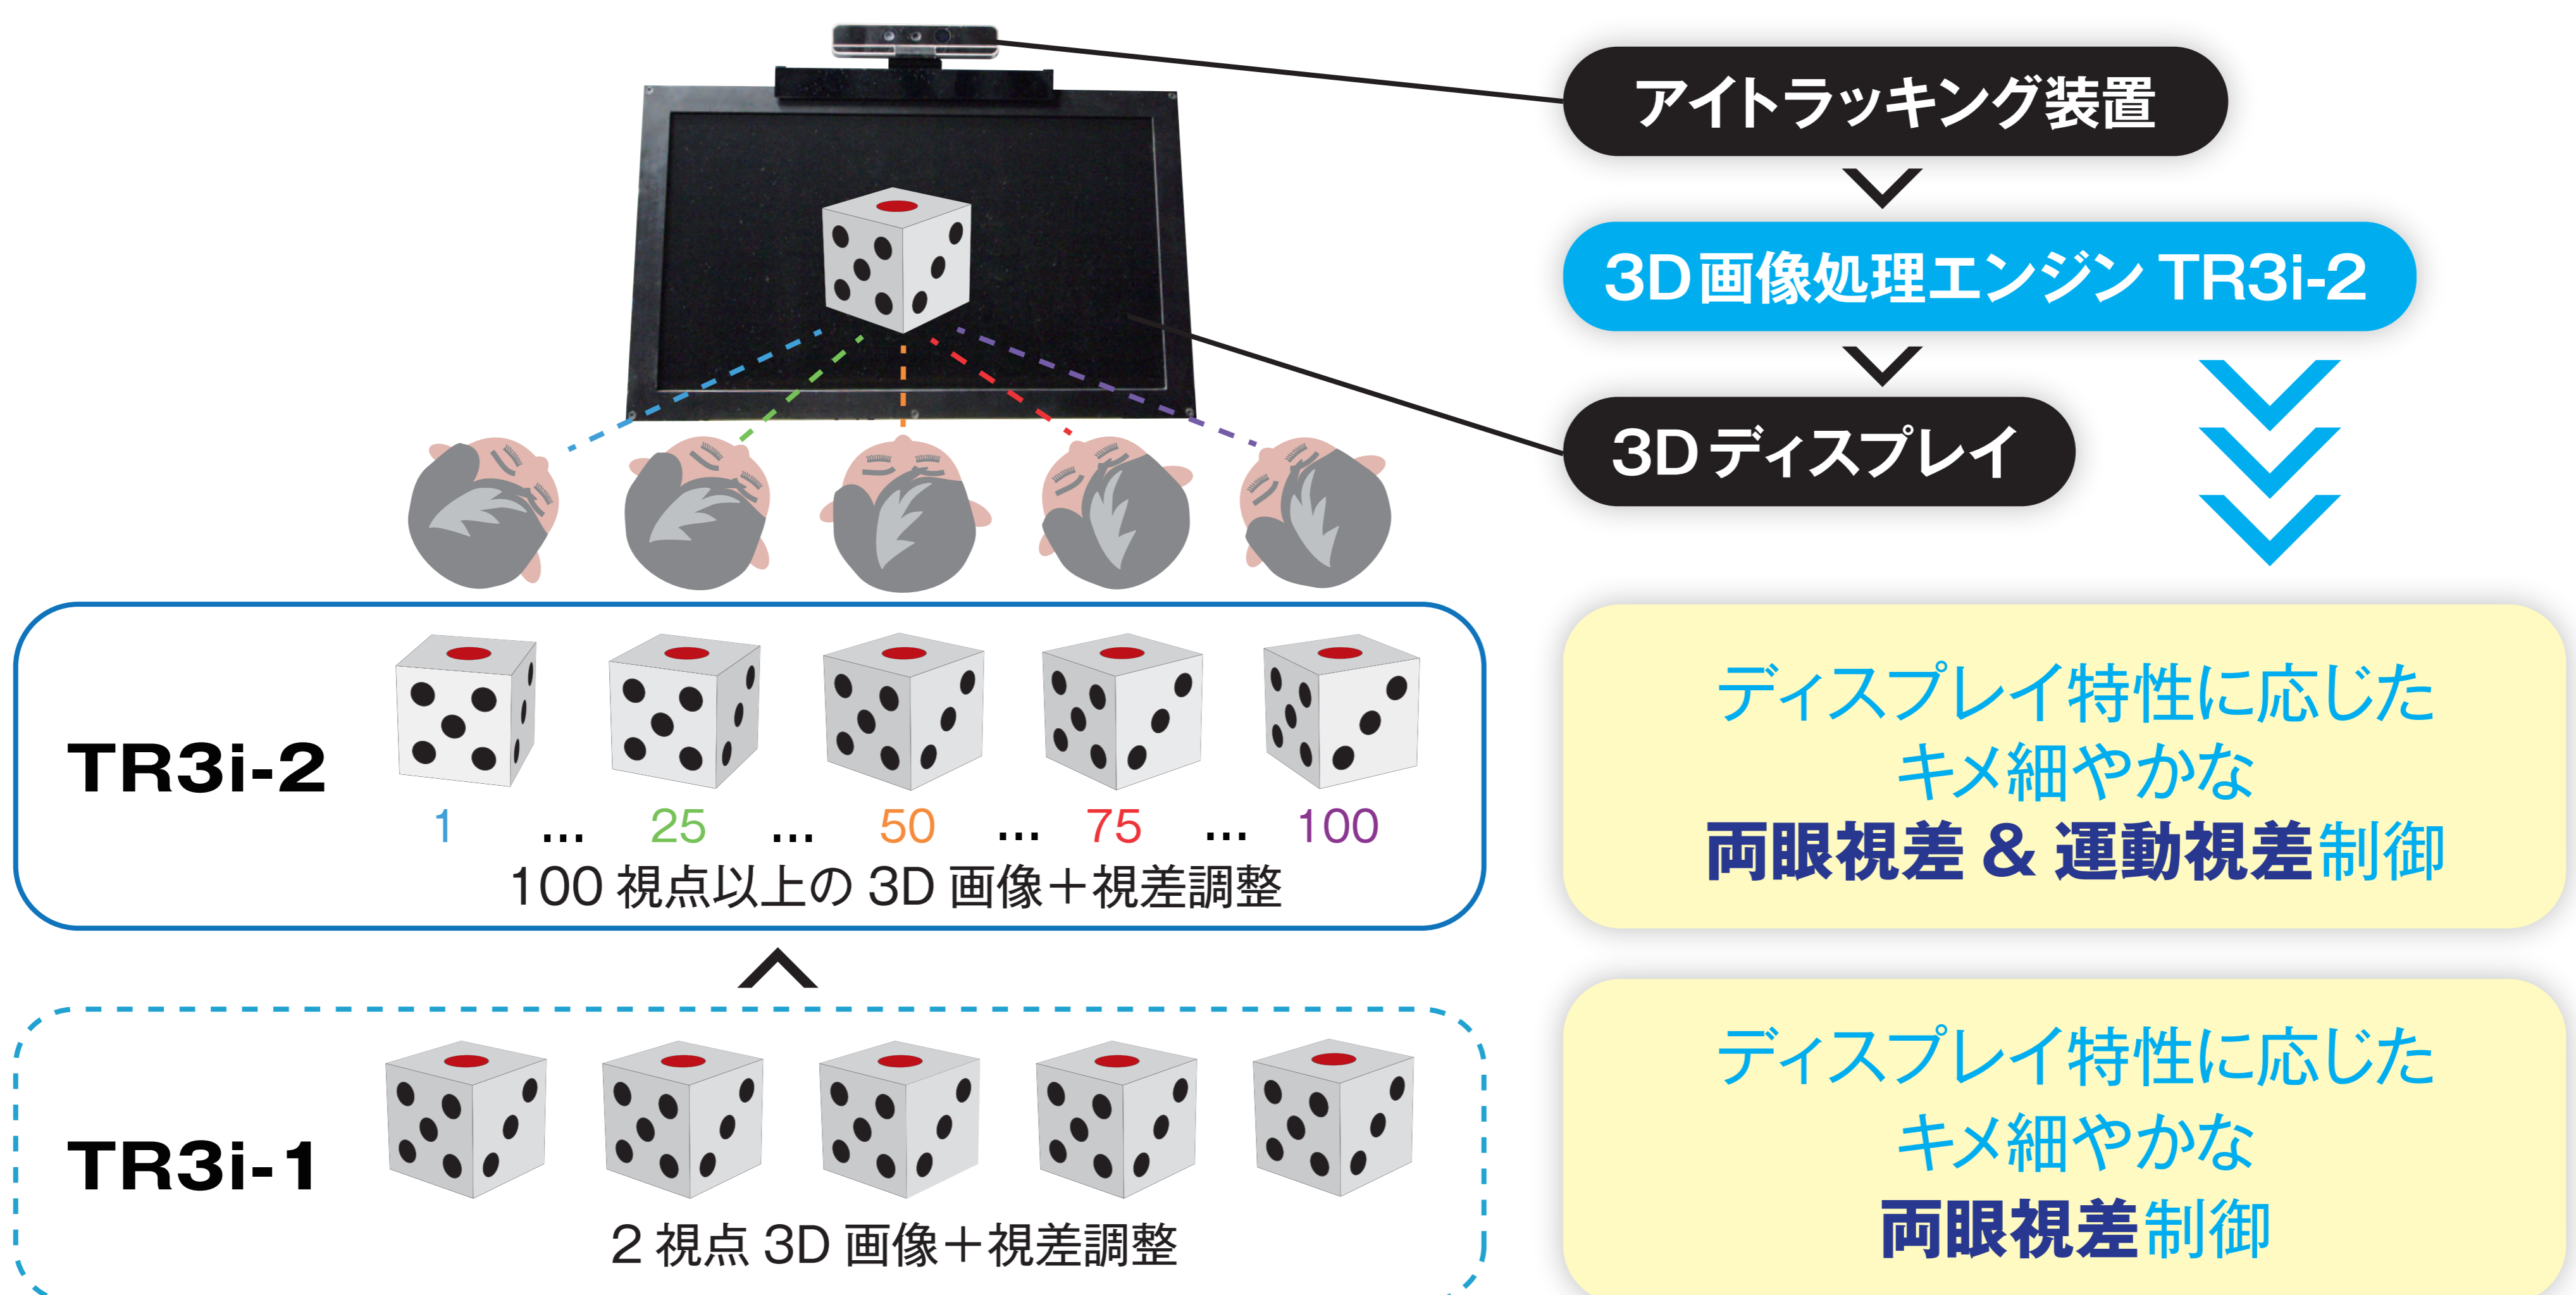 アイトラッキング装置
3D画像処理エンジン TR3i-2
3Dディスプレイ
TR3i-2
1 ... 25 ... 50 ... 75 ... 100
100 視点以上の 3D 画像＋視差調整
ディスプレイ特性に応じた
キメ細やかな
両眼視差 & 運動視差制御
TR3i-1
2 視点 3D 画像＋視差調整
ディスプレイ特性に応じた
キメ細やかな
両眼視差制御